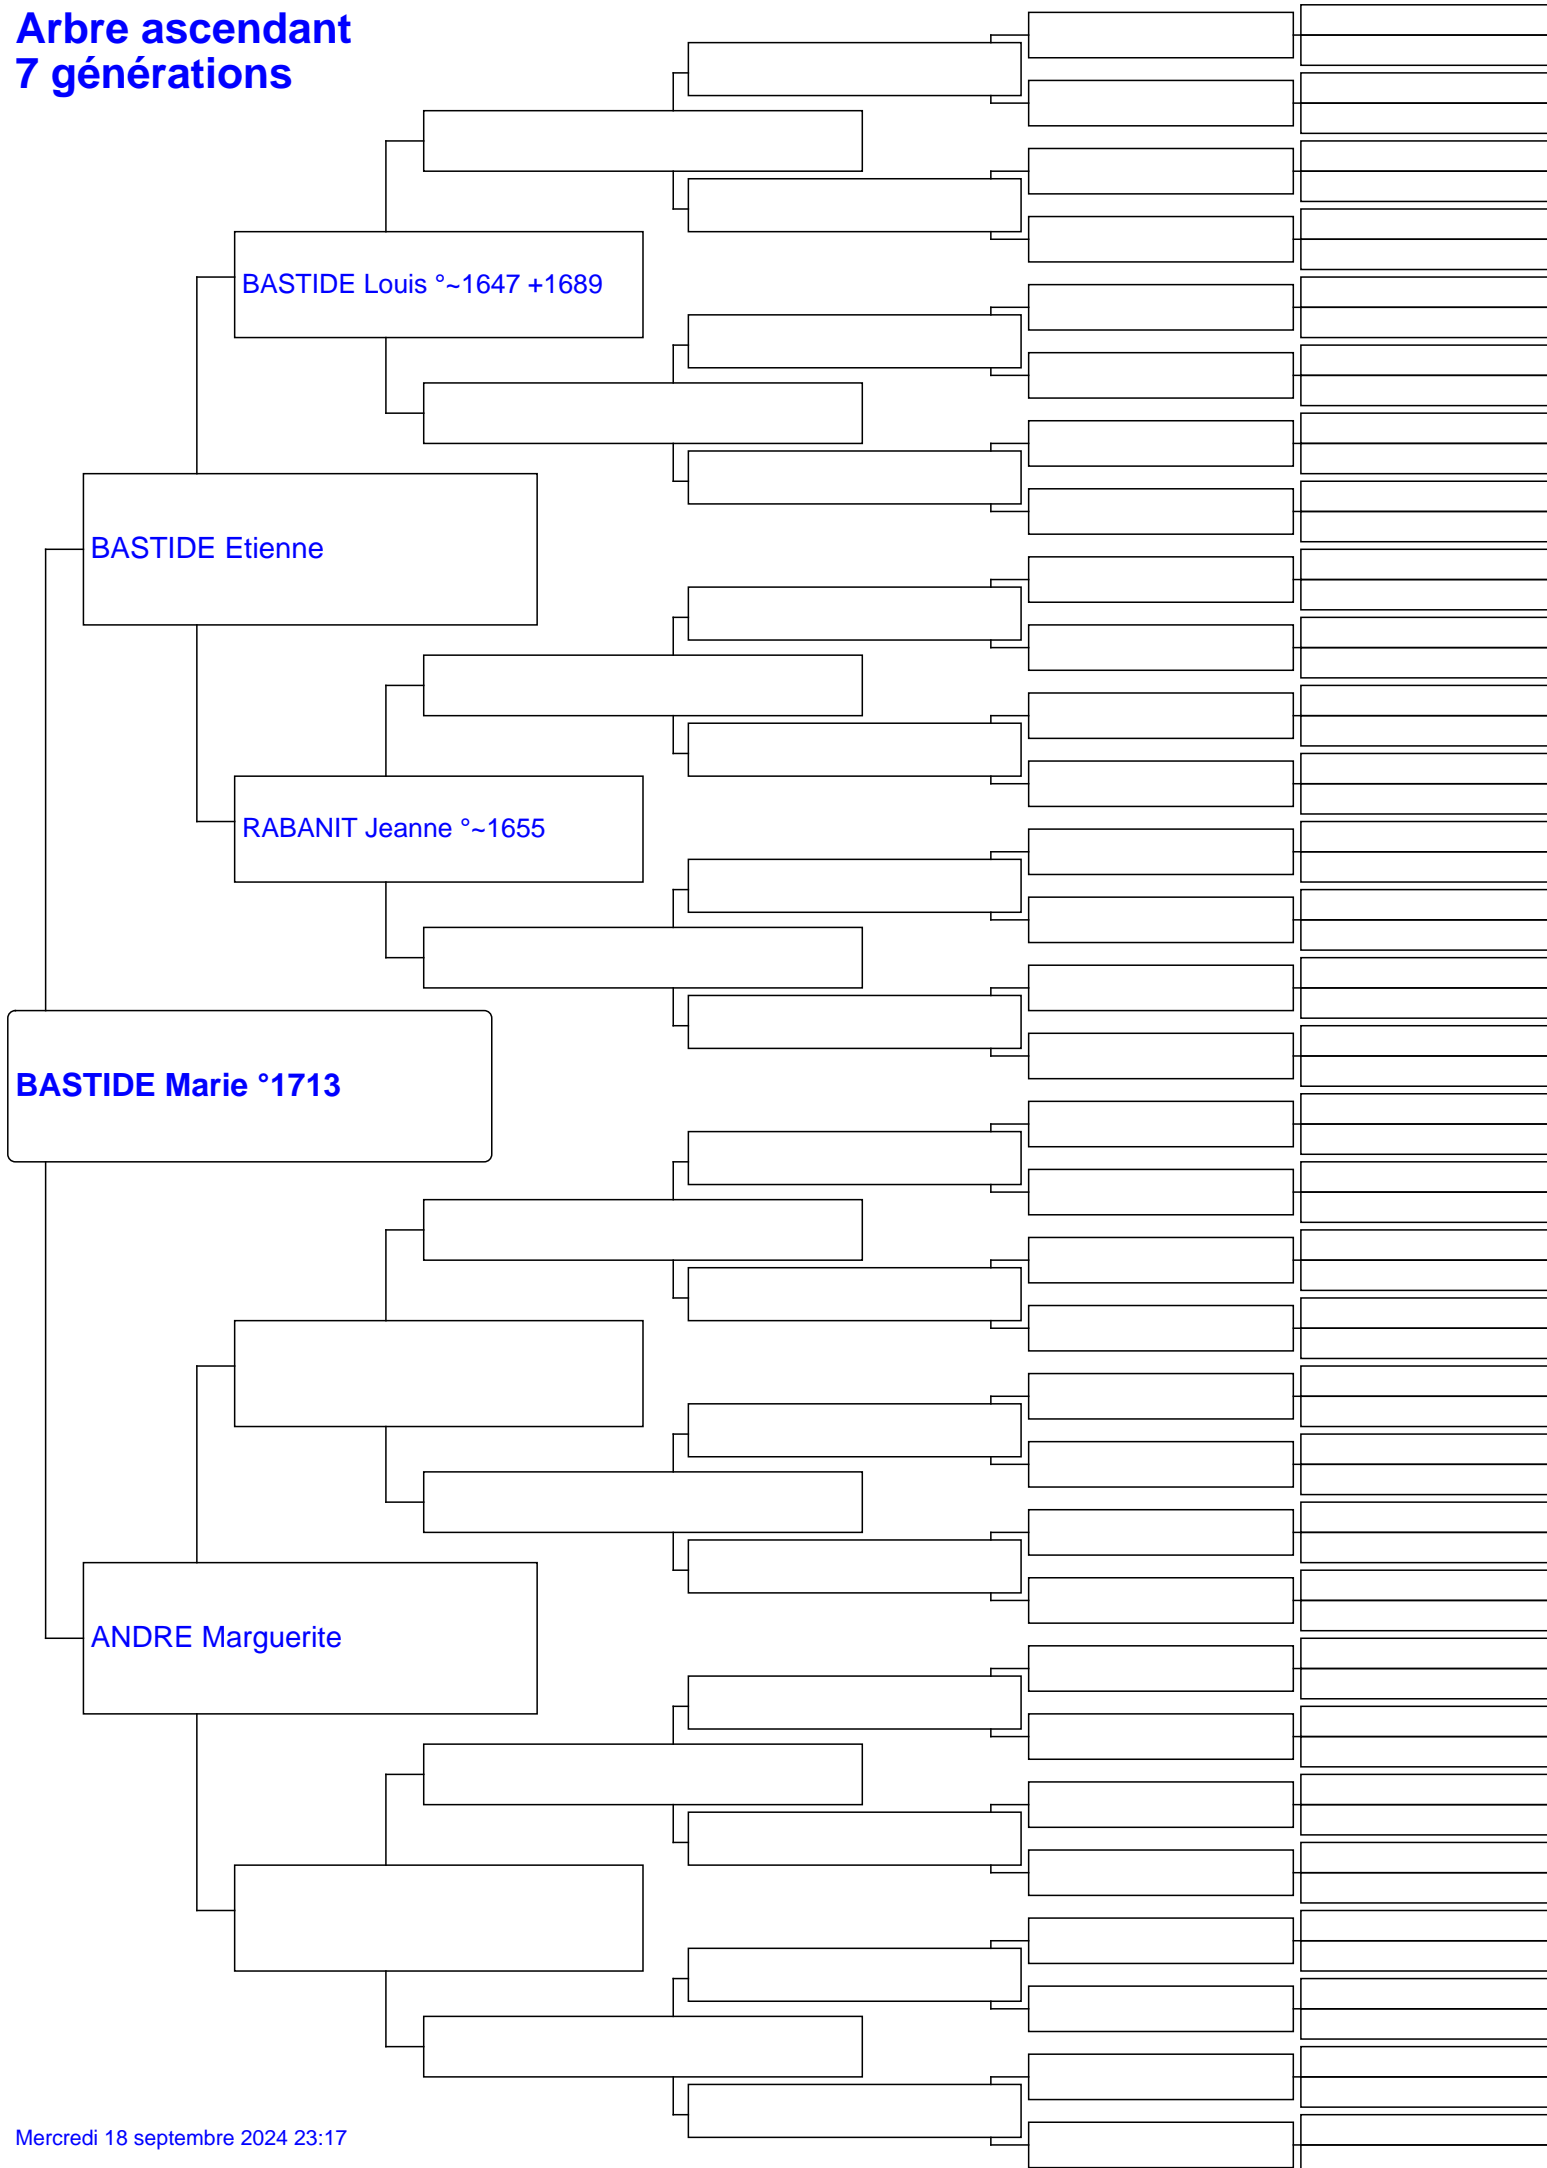 Arbre ascendant
7 générations
BASTIDE Louis °~1647 +1689
BASTIDE Etienne
RABANIT Jeanne °~1655
BASTIDE Marie °1713
ANDRE Marguerite
Mercredi 18 septembre 2024 23:17